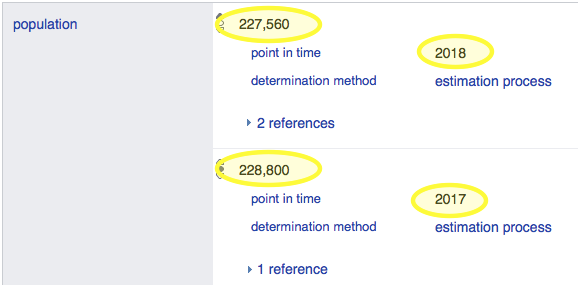 population
227,560
point in time 2018
determination method estimation process
2 references
228,800
point in time 2017
determination method estimation process
1 reference